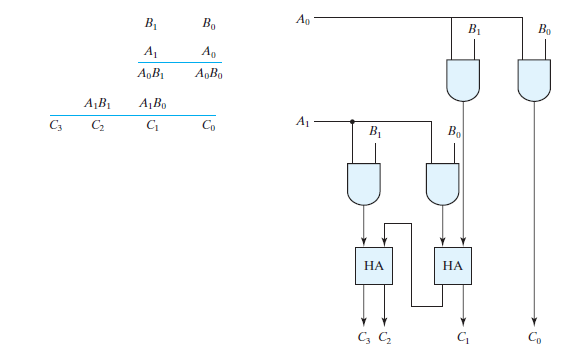 B₁ B₀
A₁ A₀
A₀B₁ A₀B₀
A₁B₁ A₁B₀
C₃ C₂ C₁ C₀
A₀
B₁ B₀
A₁
B₁ B₀
HA HA
C₃ C₂ C₁ C₀